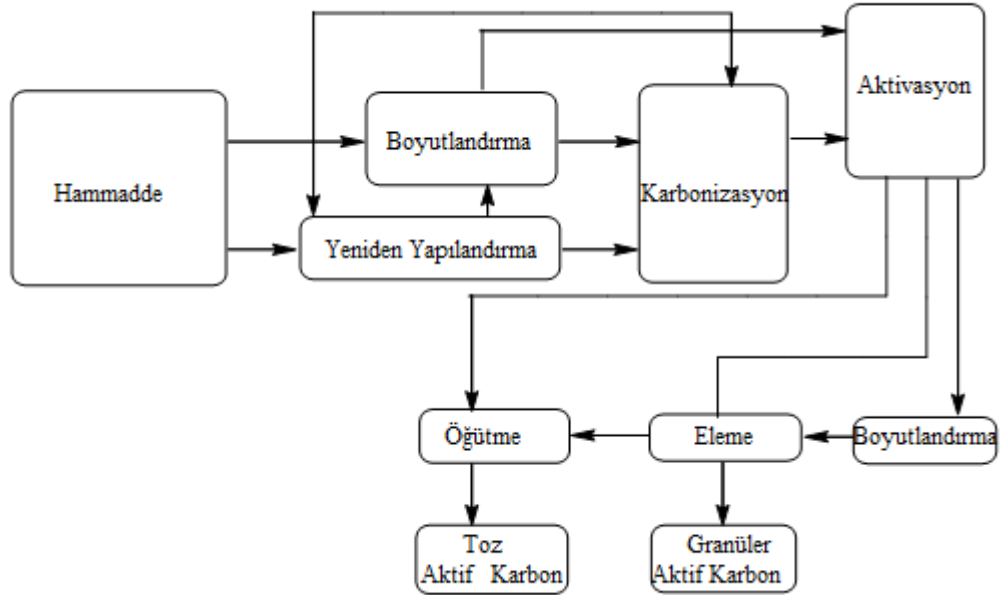 Aktivasyon
Boyutlandırma
Hammadde
Karbonizasyon
Yeniden Yapılandırma
Öğütme
Eleme
Boyutlandırma
Toz
Aktif Karbon
Granüler
Aktif Karbon